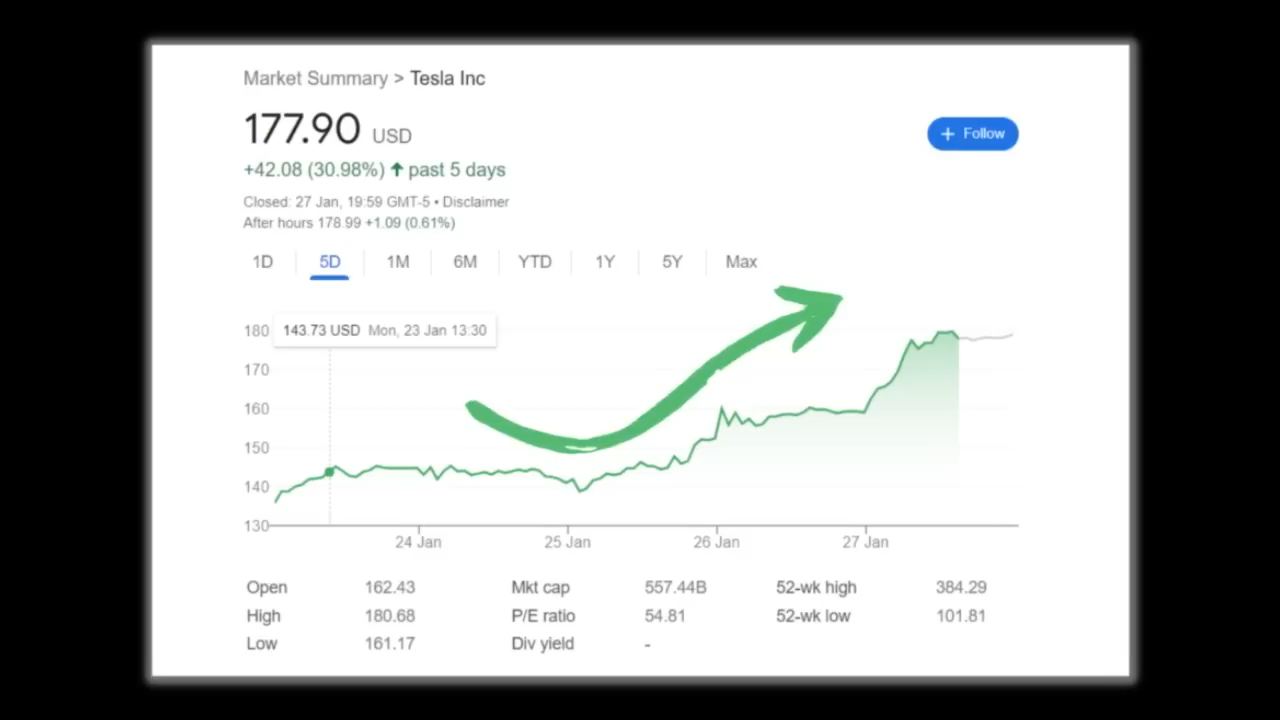 Market Summary > Tesla Inc
177.90 USD
+ Follow
+42.08 (30.98%) ↑ past 5 days
Closed: 27 Jan, 19:59 GMT-5 • Disclaimer
After hours 178.99 +1.09 (0.61%)
1D 5D 1M 6M YTD 1Y 5Y Max
180
143.73 USD Mon, 23 Jan 13:30
170
160
150
140
130
24 Jan 25 Jan 26 Jan 27 Jan
Open 162.43 Mkt cap 557.44B 52-wk high 384.29
High 180.68 P/E ratio 54.81 52-wk low 101.81
Low 161.17 Div yield -